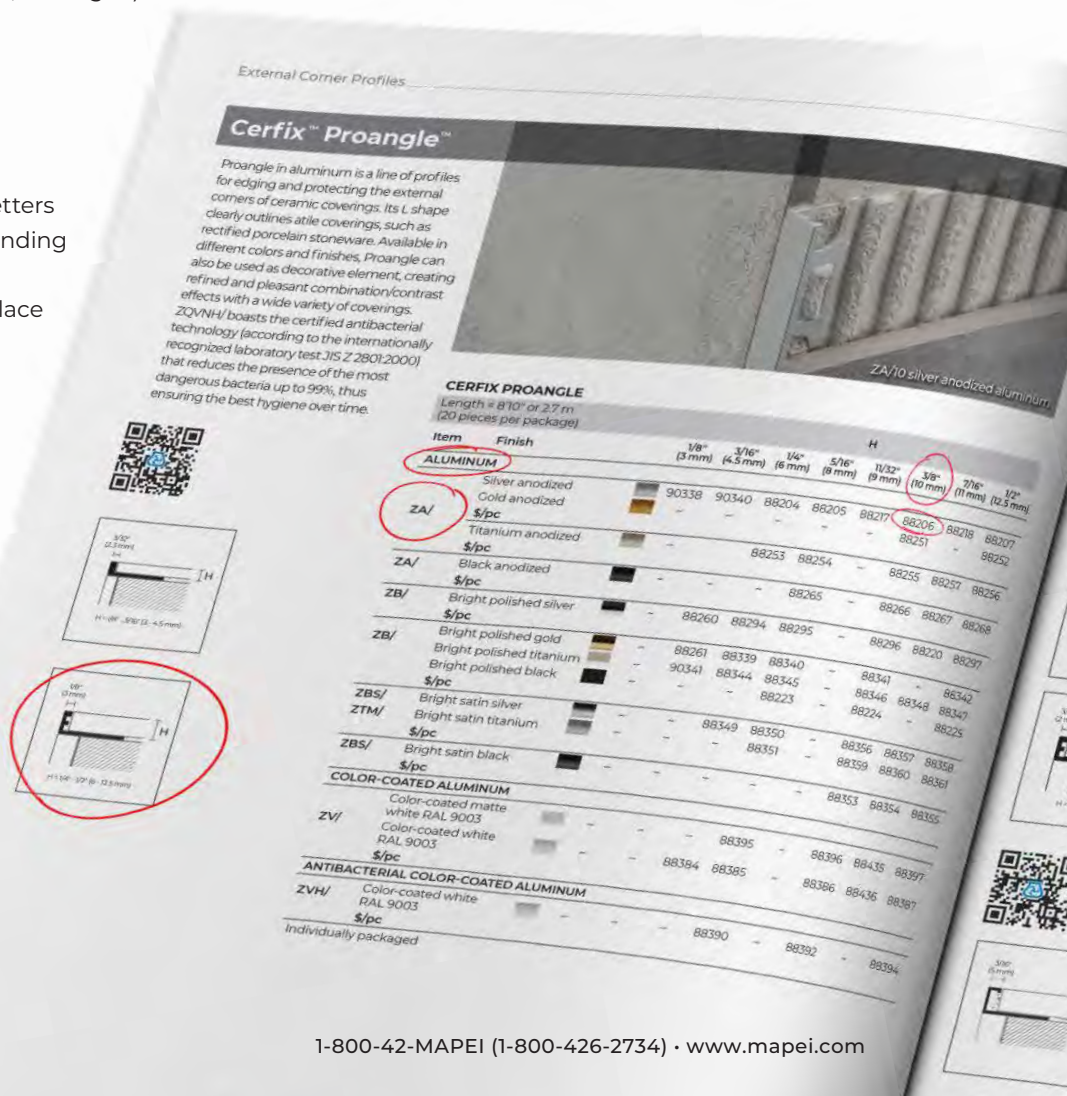 etters
nding
lace
External Corner Profiles
Cerfix™ Proangle™
Proangle in aluminum is a line of profiles
for edging and protecting the external
corners of ceramic coverings. Its L shape
clearly outlines atile coverings, such as
rectified porcelain stoneware. Available in
different colors and finishes, Proangle can
also be used as decorative element, creating
refined and pleasant combination/contrast
effects with a wide variety of coverings.
ZQVNH/ boasts the certified antibacterial
technology (according to the internationally
recognized laboratory test JIS Z 2801:2000)
that reduces the presence of the most
dangerous bacteria up to 99%, thus
ensuring the best hygiene over time.
ZA/10 silver anodized aluminum
CERFIX PROANGLE
Length = 8'10" or 2.7 m
(20 pieces per package)
H
Item Finish 1/8" 3/16" 1/4" 5/16" 11/32" 3/8" 7/16" 1/2"
(3 mm) (4.5 mm) (6 mm) (8 mm) (9 mm) (10 mm) (11 mm) (12.5 mm)
ALUMINUM
Silver anodized 90338 90340 88204 88205 88217 88206 88218 88207
ZA/ Gold anodized - - - - - 88251 - 88252
$/pc
Titanium anodized - 88253 88254 - 88255 88257 88256
$/pc
ZA/ Black anodized - - - 88265 - 88266 88267 88268
$/pc
ZB/ Bright polished silver - 88260 88294 88295 - 88296 88220 88297
$/pc
ZB/ Bright polished gold - 88261 88339 88340 - 88341 - 88342
Bright polished titanium - 90341 88344 88345 - 88346 88348 88347
Bright polished black - - 88223 - 88224 - 88225
$/pc
ZBS/ Bright satin silver - - 88349 88350 - 88356 88357 88358
ZTM/ Bright satin titanium - - - 88351 - 88359 88360 88361
$/pc
ZBS/ Bright satin black - - - - - 88353 88354 88355
$/pc
COLOR-COATED ALUMINUM
Color-coated matte
ZV/ white RAL 9003 - - - 88395 - 88396 88435 88397
Color-coated white
RAL 9003 - - 88384 88385 - 88386 88436 88387
$/pc
ANTIBACTERIAL COLOR-COATED ALUMINUM
ZVH/ Color-coated white
RAL 9003 - - - 88390 - 88392 - 88394
$/pc
Individually packaged
3/32"
(2.3 mm)
H
1/8"
(3 mm)
H
1-800-42-MAPEI (1-800-426-2734) • www.mapei.com